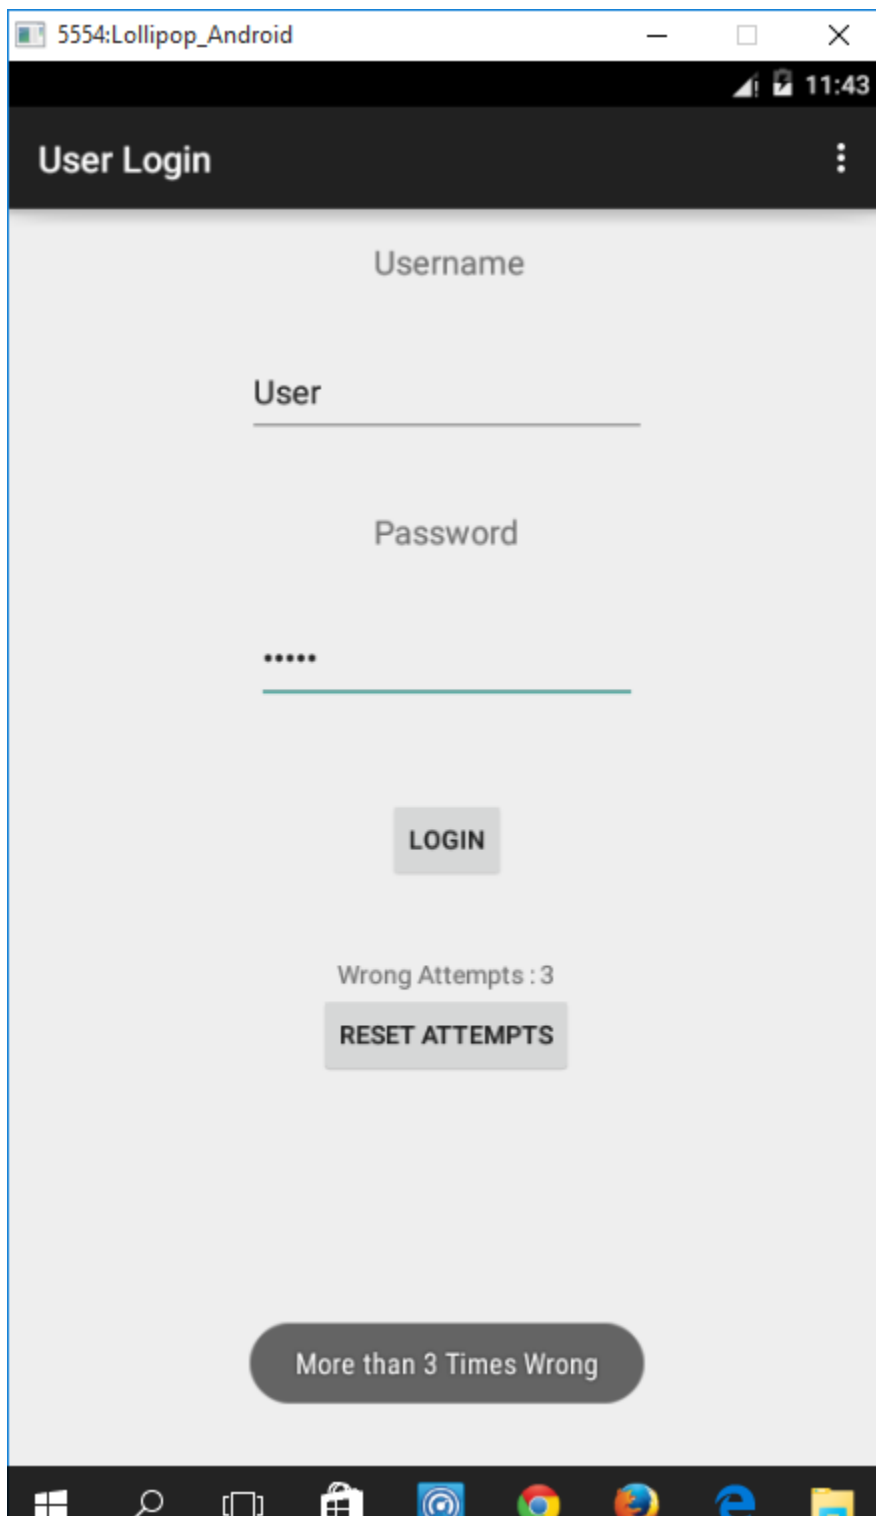 5554:Lollipop_Android
11:43
User Login
Username
User
Password
•••••
LOGIN
Wrong Attempts : 3
RESET ATTEMPTS
More than 3 Times Wrong